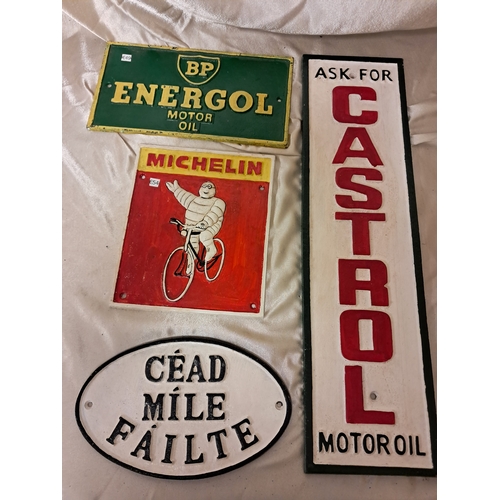 BP
ENERGOL
MOTOR
OIL
MICHELIN
CÉAD
MÍLE
FÁILTE
ASK FOR
CASTROL
MOTOR OIL